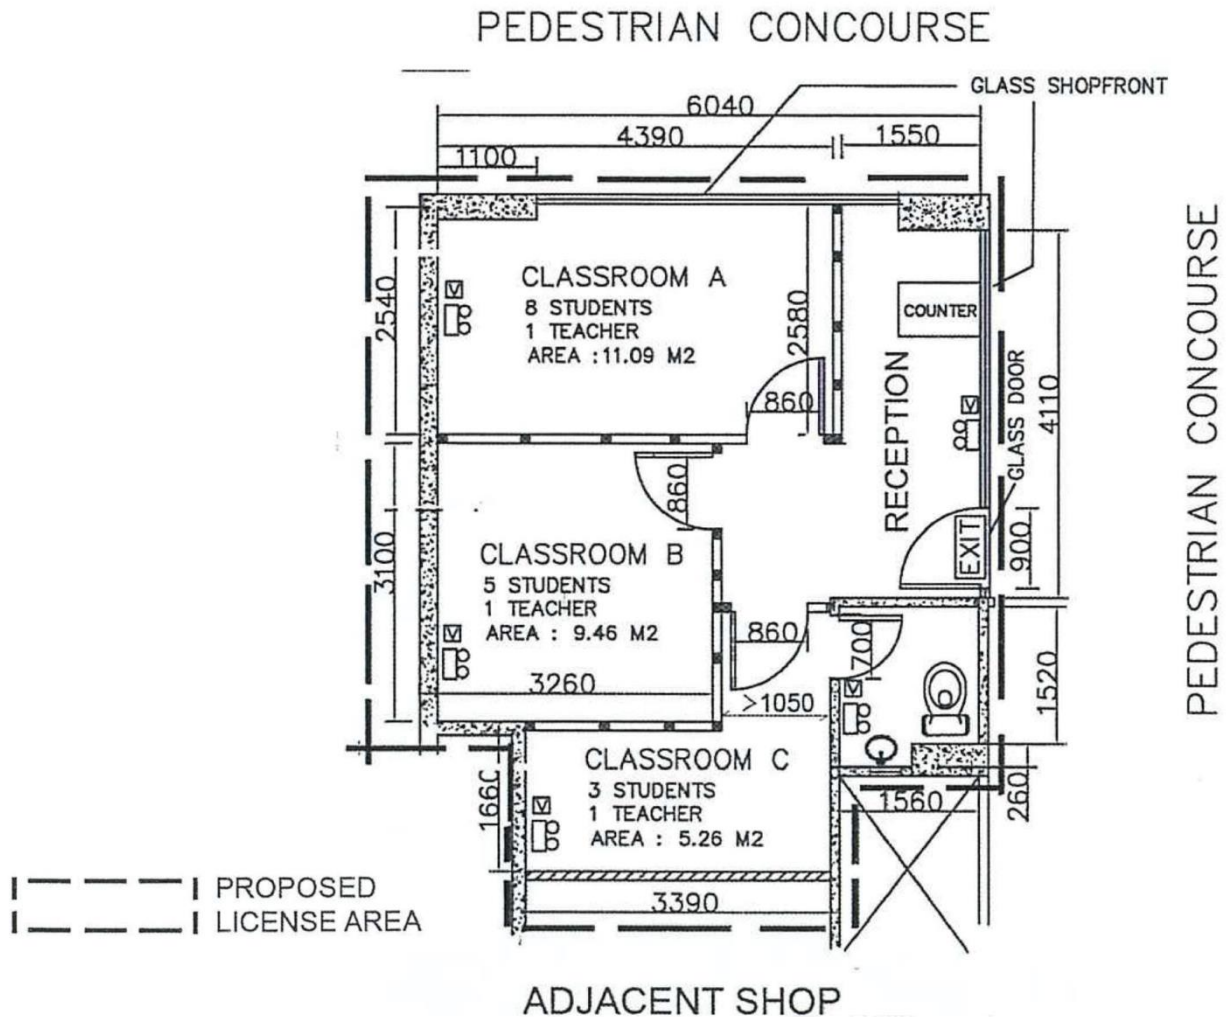 PEDESTRIAN CONCOURSE
GLASS SHOPFRONT
6040
4390
1550
1100
CLASSROOM A
8 STUDENTS
1 TEACHER
AREA :11.09 M2
V
2540
2580
COUNTER
860
RECEPTION
V
GLASS DOOR
4110
PEDESTRIAN CONCOURSE
860
CLASSROOM B
5 STUDENTS
1 TEACHER
AREA : 9.46 M2
V
3100
EXIT
900
3260
860
700
V
1520
>1050
CLASSROOM C
3 STUDENTS
1 TEACHER
AREA : 5.26 M2
V
1660
1560
260
3390
PROPOSED
LICENSE AREA
ADJACENT SHOP